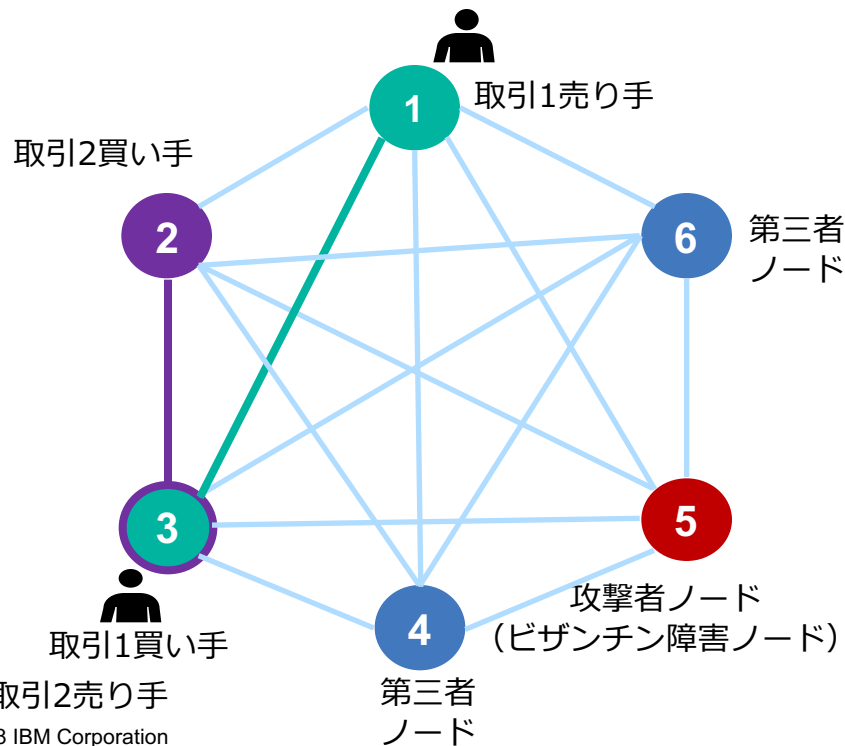 1
取引1売り手
取引2買い手
2
6
第三者
ノード
3
5
攻撃者ノード
（ビザンチン障害ノード）
4
取引1買い手
取引2売り手
第三者
ノード
IBM Corporation